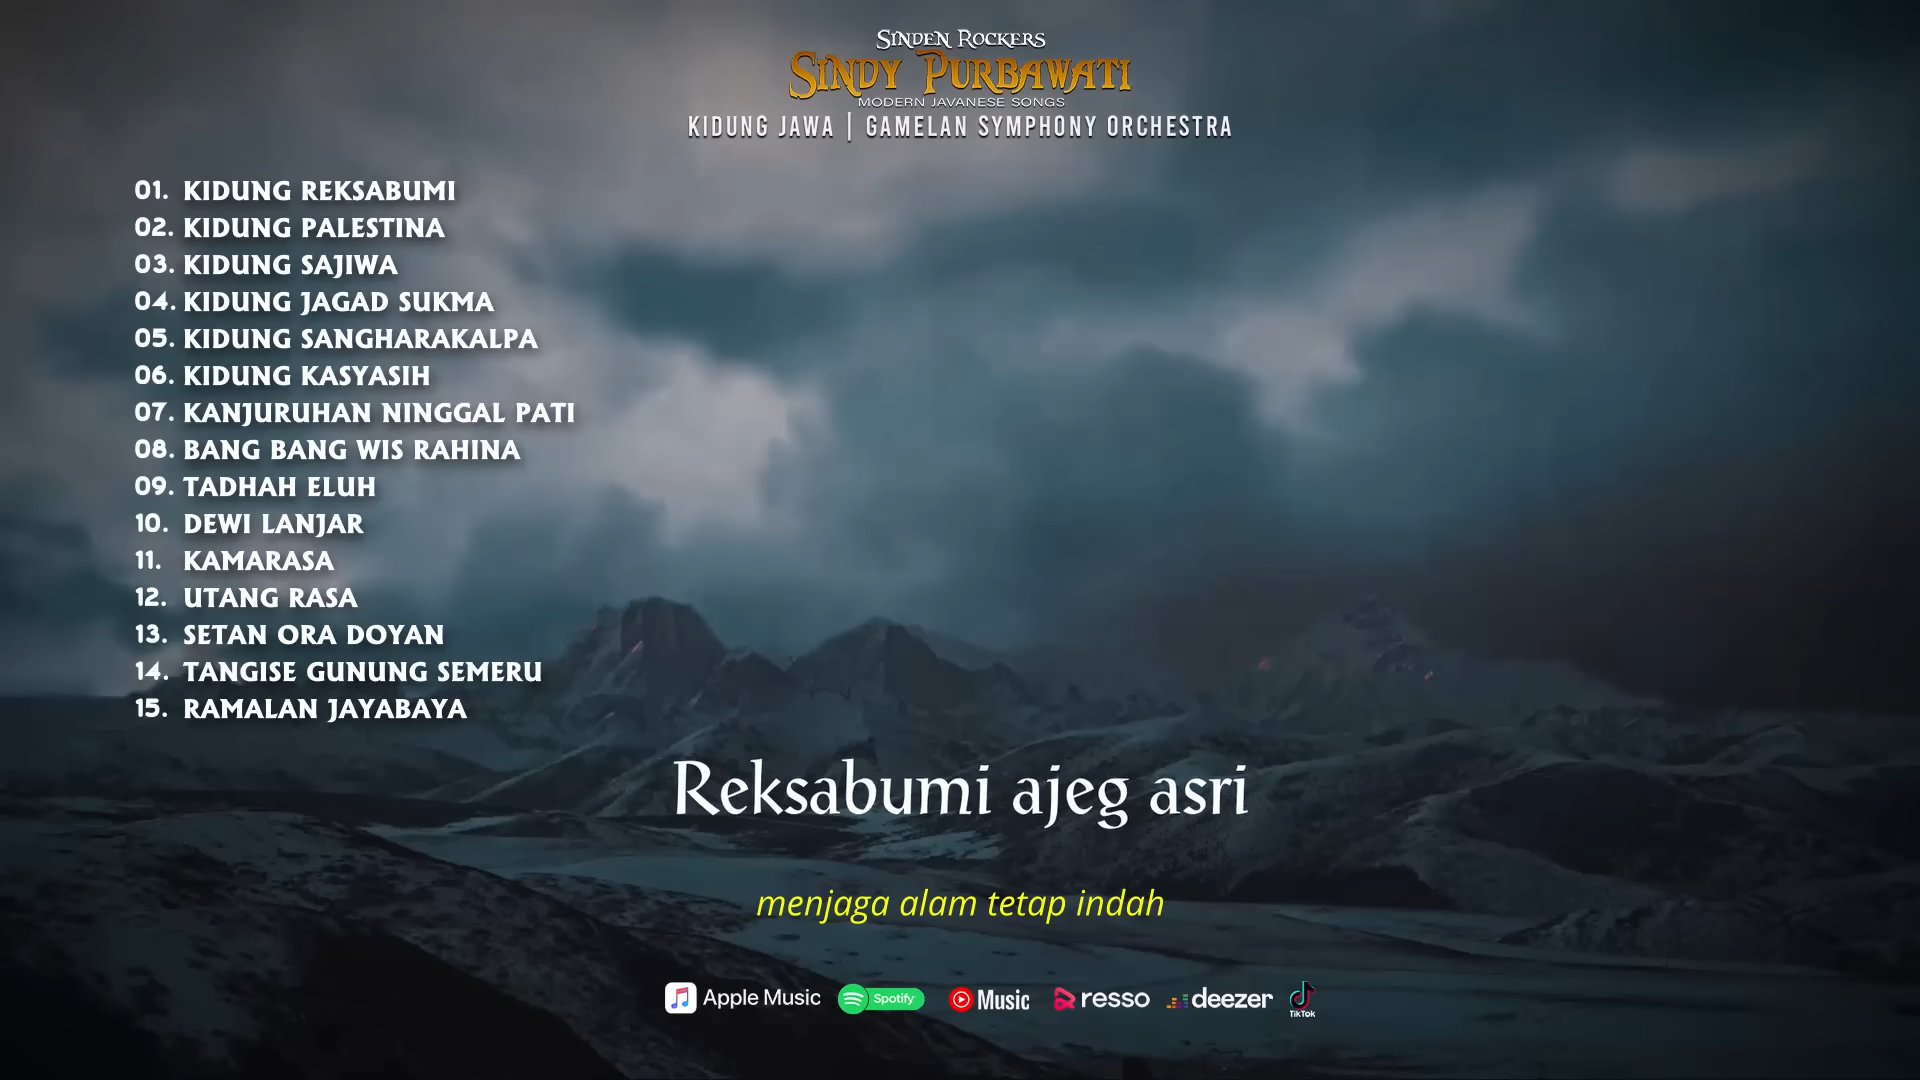 SINDEN ROCKERS
SINDY PURBAWATI
MODERN JAVANESE SONGS
KIDUNG JAWA | GAMELAN SYMPHONY ORCHESTRA
01. KIDUNG REKSABUMI
02. KIDUNG PALESTINA
03. KIDUNG SAJIWA
04. KIDUNG JAGAD SUKMA
05. KIDUNG SANGHARAKALPA
06. KIDUNG KASYASIH
07. KANJURUHAN NINGGAL PATI
08. BANG BANG WIS RAHINA
09. TADHAH ELUH
10. DEWI LANJAR
11. KAMARASA
12. UTANG RASA
13. SETAN ORA DOYAN
14. TANGISE GUNUNG SEMERU
15. RAMALAN JAYABAYA
Reksabumi ajeg asri
menjaga alam tetap indah
Apple Music Spotify Music resso deezer TikTok